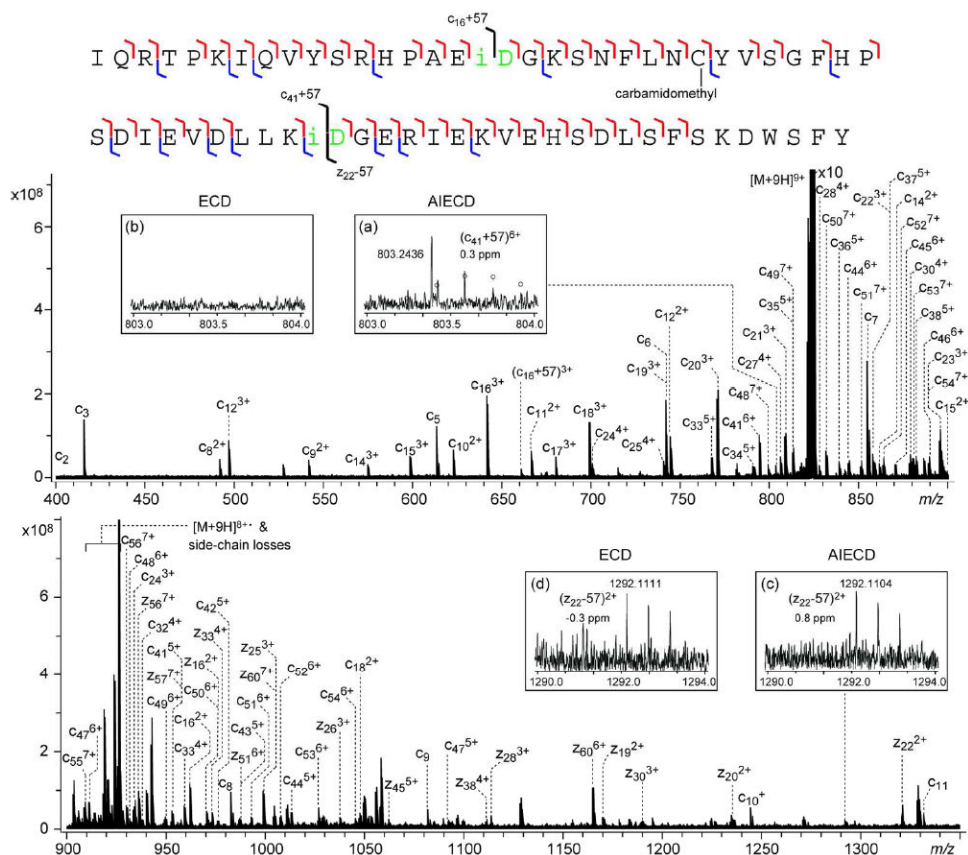 c16+57
I Q R T P K I Q V Y S R H P A E i D G K S N F L N C Y V S G F H P
carbamidomethyl
c41+57
S D I E V D L L K i D G E R I E K V E H S D L S F S K D W S F Y
z22-57
x10^8
6
4
2
0
ECD
(b)
803.0 803.5 804.0
AIECD
(a)
803.2436
(c41+57)6+
0.3 ppm
803.0 803.5 804.0
[M+9H]9+
x10
c2
c3
c8 2+
c12 3+
c9 2+
c14 3+
c15 3+
c5
c10 2+
c16 3+
(c16+57)3+
c11 2+
c17 3+
c18 3+
c24 4+
c25 4+
c19 3+
c6
c12 2+
c20 3+
c33 5+
c34 5+
c41 6+
c48 7+
c27 4+
c21 3+
c35 5+
c49 7+
c28 4+
c50 7+
c36 5+
c44 6+
c51 7+
c7
c22 3+
c37 5+
c14 2+
c52 7+
c45 6+
c30 4+
c53 7+
c38 5+
c46 6+
c23 3+
c54 7+
c15 2+
400 450 500 550 600 650 700 750 800 850 m/z
x10^8
6
4
2
0
[M+9H]8+• &
side-chain losses
c47 6+
c55 7+
c56 7+
c48 6+
c24 3+
z56 7+
c32 4+
c41 5+
z57 7+
c49 6+
c16 2+
c33 4+
c42 5+
z33 4+
z16 2+
c50 6+
c8
z51 6+
c43 5+
c51 6+
z60 7+
z25 3+
c52 6+
c44 5+
c53 6+
z26 3+
c54 6+
c18 2+
z45 5+
c9
c47 5+
z38 4+
z28 3+
z60 6+
z19 2+
z30 3+
z20 2+
c10 +
z22 2+
c11
ECD
(d)
1292.1111
(z22-57)2+
-0.3 ppm
1290.0 1292.0 1294.0
AIECD
(c)
1292.1104
(z22-57)2+
0.8 ppm
1290.0 1292.0 1294.0
900 950 1000 1050 1100 1150 1200 1250 1300 m/z